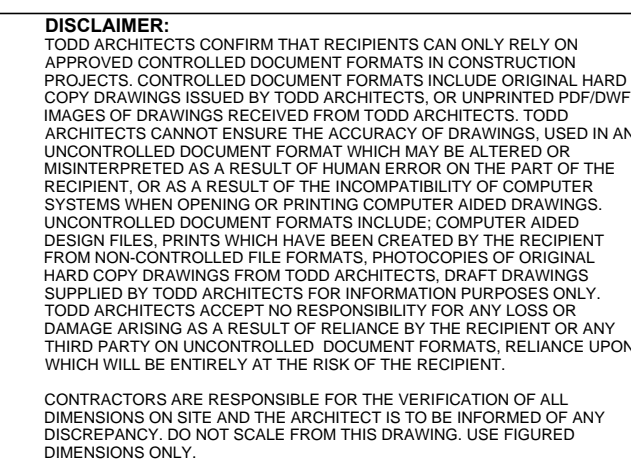 DISCLAIMER:
TODD ARCHITECTS CONFIRM THAT RECIPIENTS CAN ONLY RELY ON
APPROVED CONTROLLED DOCUMENT FORMATS IN CONSTRUCTION
PROJECTS. CONTROLLED DOCUMENT FORMATS INCLUDE ORIGINAL HARD
COPY DRAWINGS ISSUED BY TODD ARCHITECTS, OR UNPRINTED PDF/DWF
IMAGES OF DRAWINGS RECEIVED FROM TODD ARCHITECTS. TODD
ARCHITECTS CANNOT ENSURE THE ACCURACY OF DRAWINGS, USED IN AN
UNCONTROLLED DOCUMENT FORMAT WHICH MAY BE ALTERED OR
MISINTERPRETED AS A RESULT OF HUMAN ERROR ON THE PART OF THE
RECIPIENT, OR AS A RESULT OF THE INCOMPATIBILITY OF COMPUTER
SYSTEMS WHEN OPENING OR PRINTING COMPUTER AIDED DRAWINGS.
UNCONTROLLED DOCUMENT FORMATS INCLUDE; COMPUTER AIDED
DESIGN FILES, PRINTS WHICH HAVE BEEN CREATED BY THE RECIPIENT
FROM NON-CONTROLLED FILE FORMATS, PHOTOCOPIES OF ORIGINAL
HARD COPY DRAWINGS FROM TODD ARCHITECTS, DRAFT DRAWINGS
SUPPLIED BY TODD ARCHITECTS FOR INFORMATION PURPOSES ONLY.
TODD ARCHITECTS ACCEPT NO RESPONSIBILITY FOR ANY LOSS OR
DAMAGE ARISING AS A RESULT OF RELIANCE BY THE RECIPIENT OR ANY
THIRD PARTY ON UNCONTROLLED DOCUMENT FORMATS, RELIANCE UPON
WHICH WILL BE ENTIRELY AT THE RISK OF THE RECIPIENT.
CONTRACTORS ARE RESPONSIBLE FOR THE VERIFICATION OF ALL
DIMENSIONS ON SITE AND THE ARCHITECT IS TO BE INFORMED OF ANY
DISCREPANCY. DO NOT SCALE FROM THIS DRAWING. USE FIGURED
DIMENSIONS ONLY.